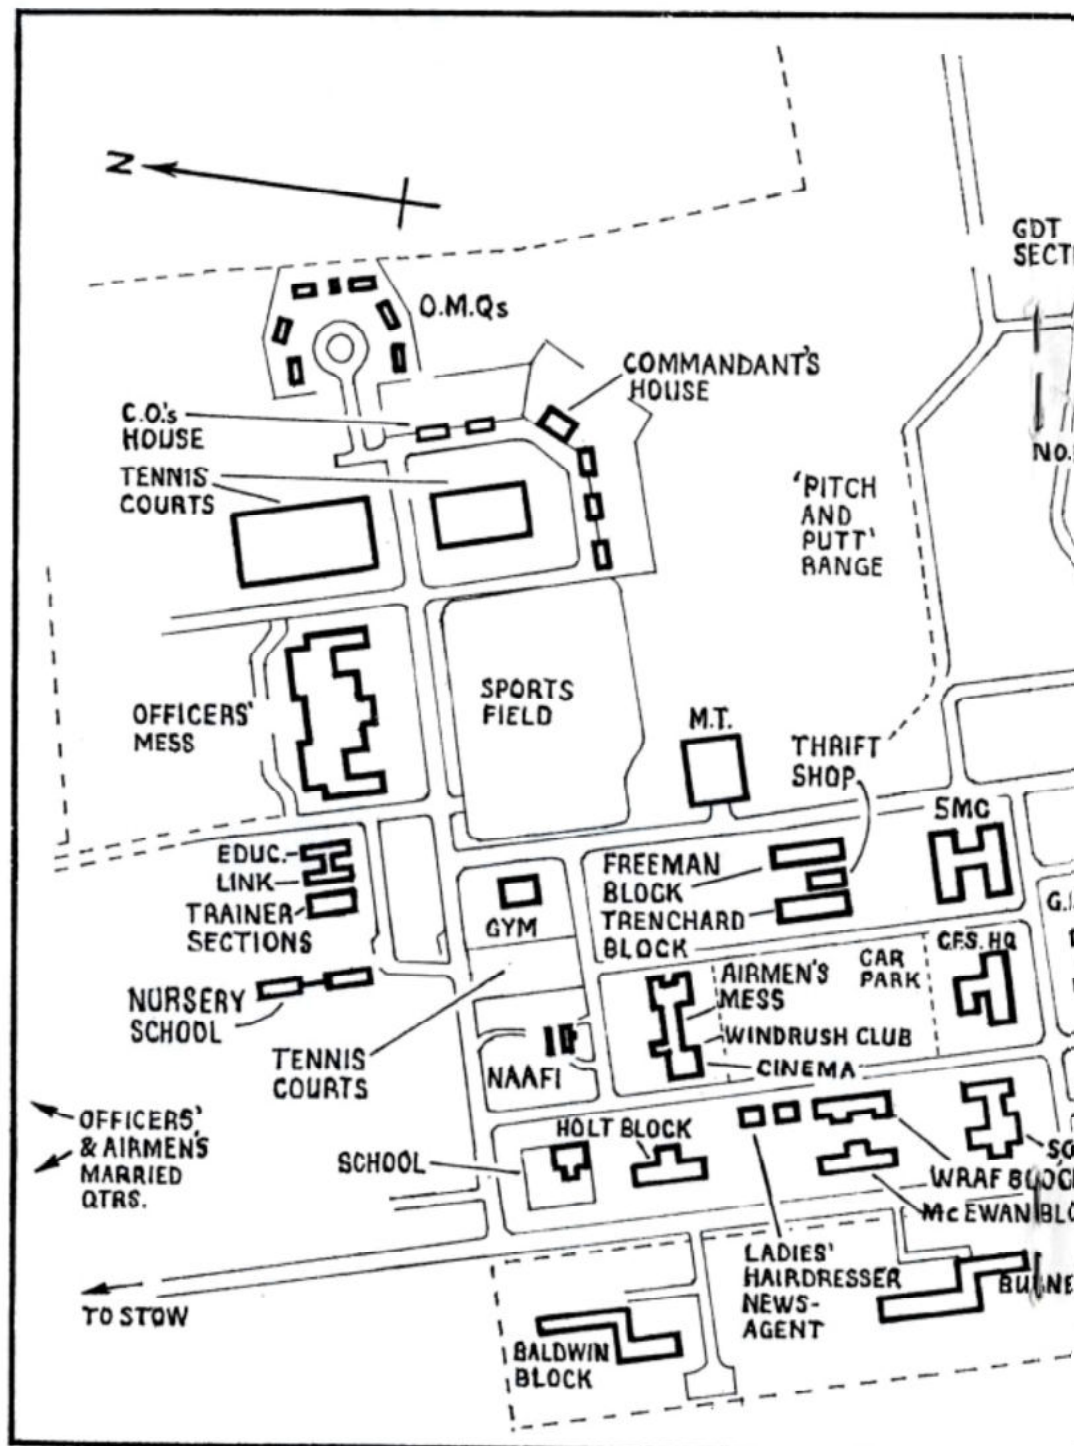 N
GDT
O.M.Qs
COMMANDANT'S
HOUSE
C.O.'s
HOUSE
TENNIS
COURTS
'PITCH
AND
PUTT'
RANGE
NO.
SPORTS
FIELD
OFFICERS'
MESS
M.T.
THRIFT
SHOP
SMC
EDUC.
LINK
TRAINER
SECTIONS
FREEMAN
BLOCK
TRENCHARD
BLOCK
GYM
C.F.S. HQ
CAR
PARK
AIRMEN'S
MESS
NURSERY
SCHOOL
WINDRUSH CLUB
TENNIS
COURTS
NAAFI
CINEMA
OFFICERS'
& AIRMEN'S
MARRIED
QTRS.
HOLT BLOCK
SCHOOL
WRAF BLOCK
McEWAN
LADIES'
HAIRDRESSER
NEWS-
AGENT
TO STOW
BALDWIN
BLOCK